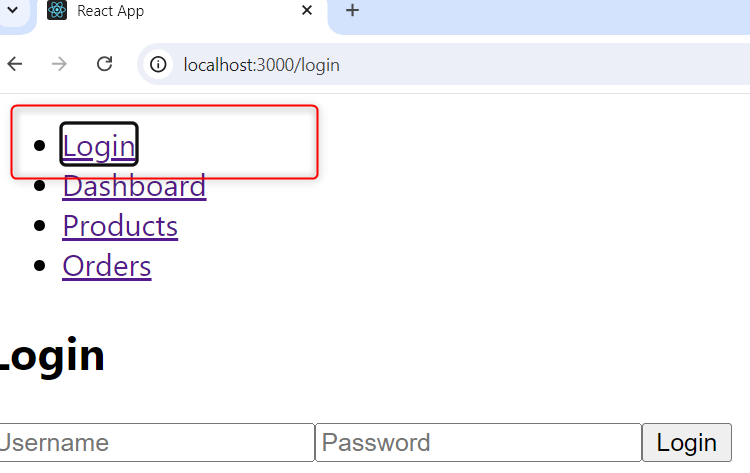 React App
localhost:3000/login
Login
Dashboard
Products
Orders
Login
Username Password Login